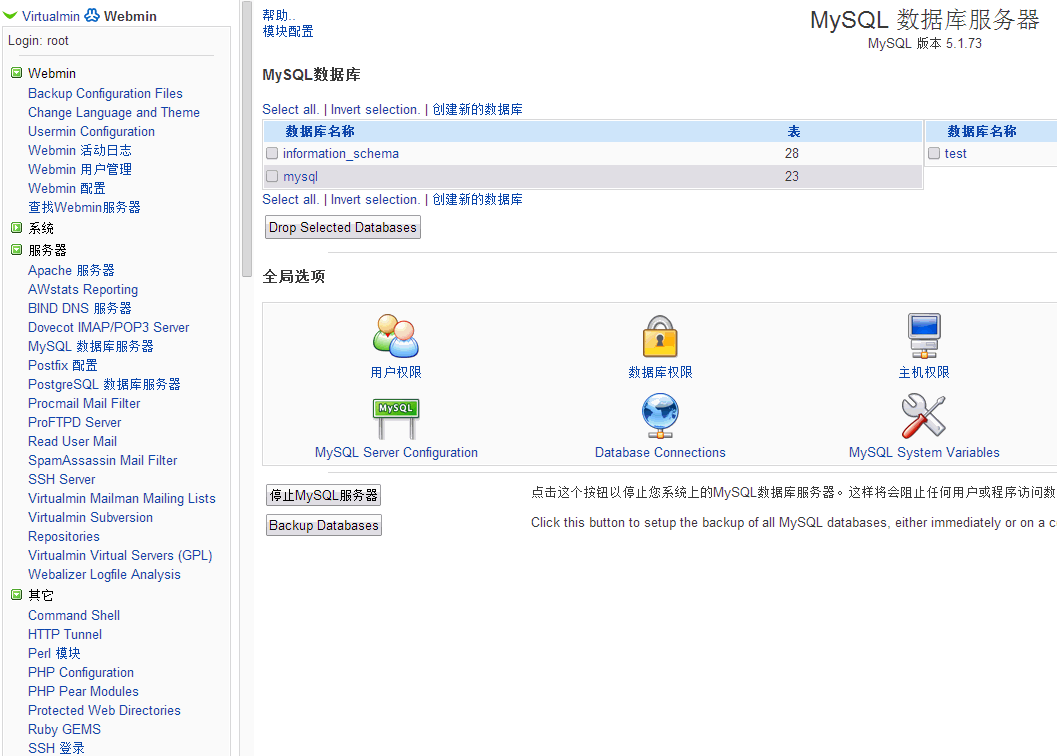 Virtualmin Webmin
Login: root
Webmin
Backup Configuration Files
Change Language and Theme
Usermin Configuration
Webmin 活动日志
Webmin 用户管理
Webmin 配置
查找Webmin服务器
系统
服务器
Apache 服务器
AWstats Reporting
BIND DNS 服务器
Dovecot IMAP/POP3 Server
MySQL 数据库服务器
Postfix 配置
PostgreSQL 数据库服务器
Procmail Mail Filter
ProFTPD Server
Read User Mail
SpamAssassin Mail Filter
SSH Server
Virtualmin Mailman Mailing Lists
Virtualmin Subversion
Repositories
Virtualmin Virtual Servers (GPL)
Webalizer Logfile Analysis
其它
Command Shell
HTTP Tunnel
Perl 模块
PHP Configuration
PHP Pear Modules
Protected Web Directories
Ruby GEMS
SSH 登录
帮助..
模块配置
MySQL 数据库服务器
MySQL 版本 5.1.73
MySQL数据库
Select all. | Invert selection. | 创建新的数据库
数据库名称 表 数据库名称
information_schema 28 test
mysql 23
Select all. | Invert selection. | 创建新的数据库
Drop Selected Databases
全局选项
用户权限 数据库权限 主机权限
MySQL
MySQL Server Configuration Database Connections MySQL System Variables
停止MySQL服务器 点击这个按钮以停止您系统上的MySQL数据库服务器。这样将会阻止任何用户或程序访问数
Backup Databases Click this button to setup the backup of all MySQL databases, either immediately or on a c